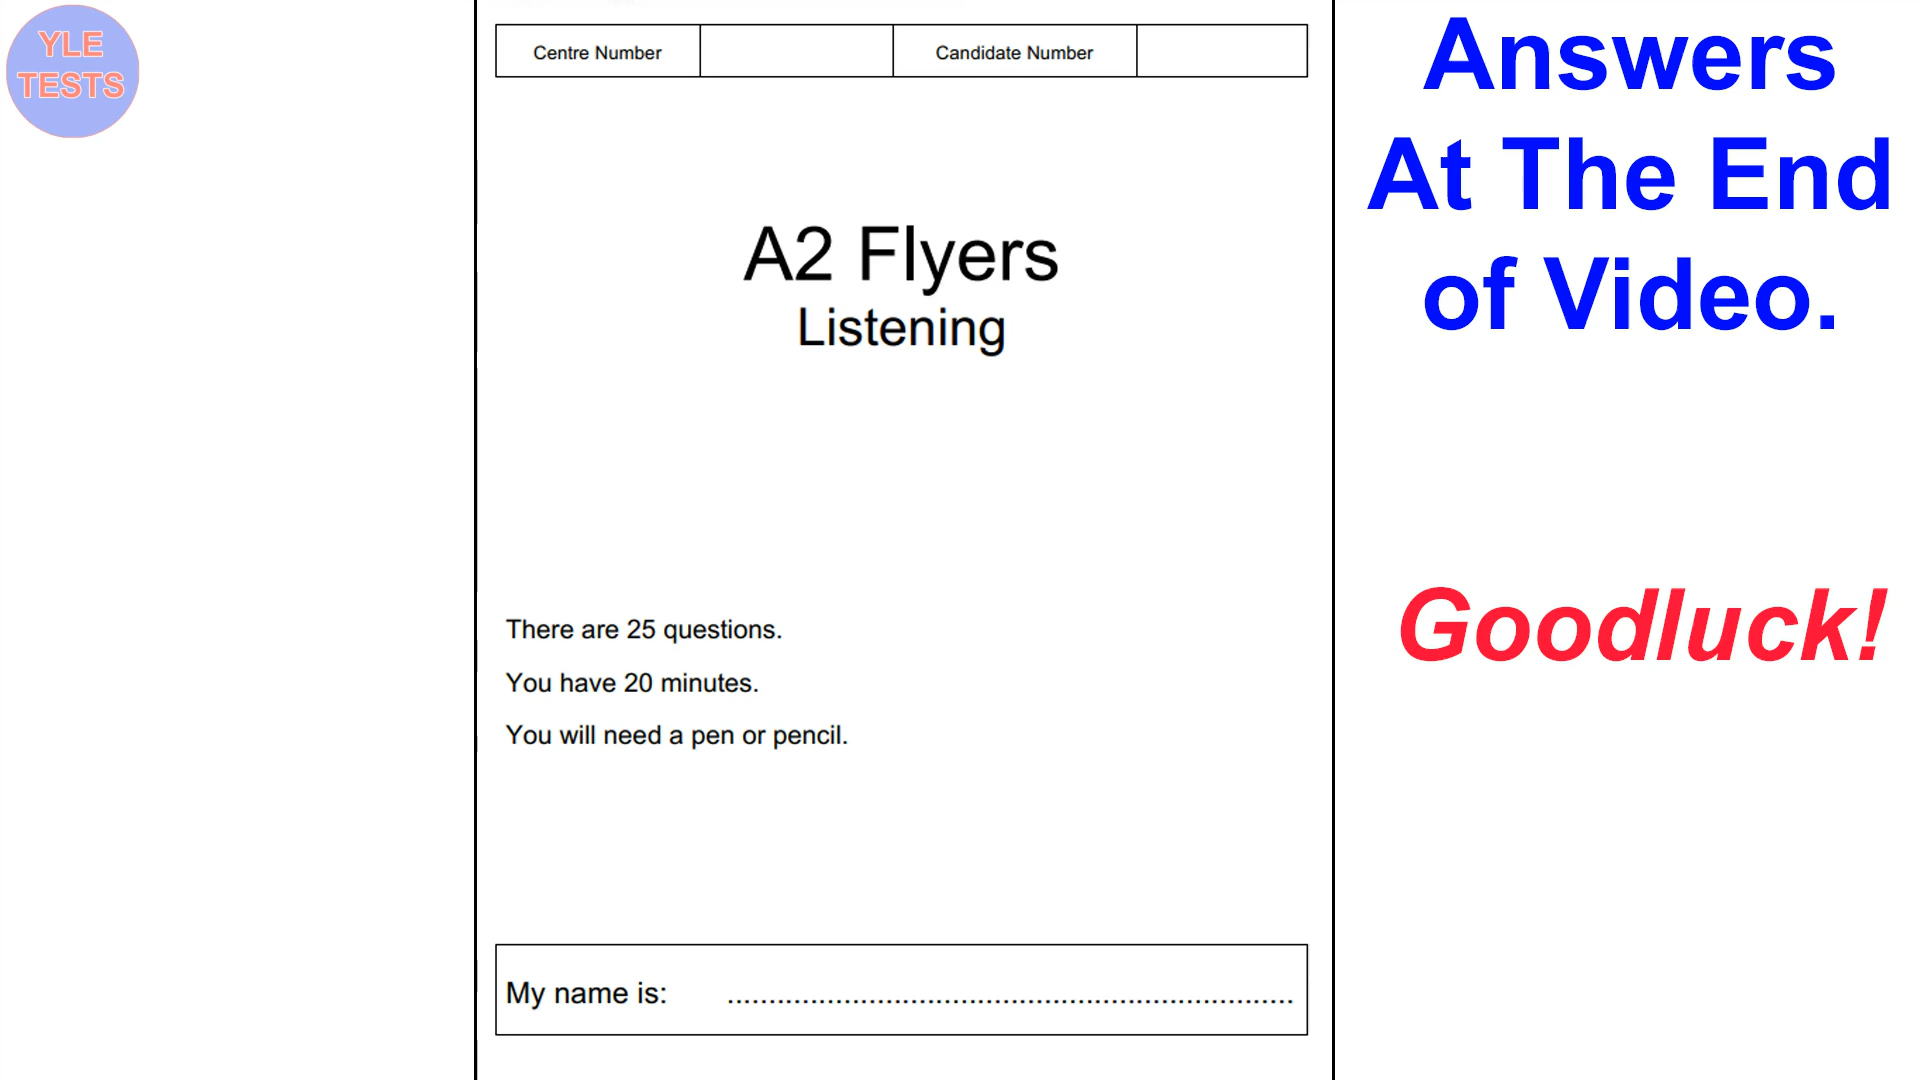 YLE
TESTS
Centre Number
Candidate Number
A2 Flyers
Listening
There are 25 questions.
You have 20 minutes.
You will need a pen or pencil.
My name is: ....................................................................
Answers
At The End
of Video.
Goodluck!